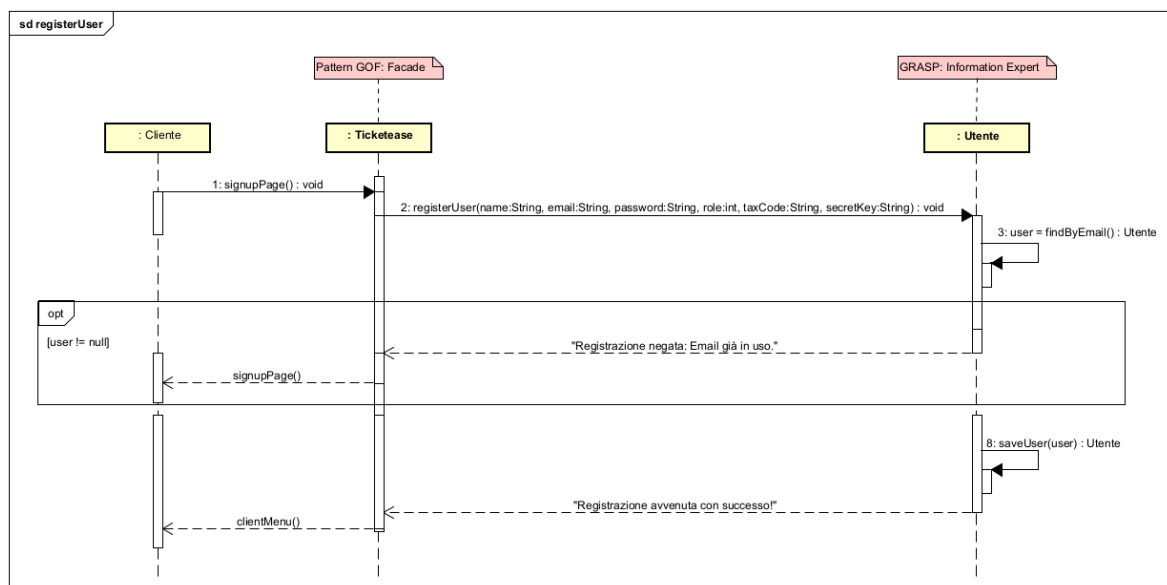 sd registerUser
Pattern GOF: Facade
GRASP: Information Expert
: Cliente
: Ticketease
: Utente
1: signupPage() : void
2: registerUser(name:String, email:String, password:String, role:int, taxCode:String, secretKey:String) : void
3: user = findByEmail() : Utente
opt
[user != null]
"Registrazione negata: Email già in uso."
signupPage()
8: saveUser(user) : Utente
"Registrazione avvenuta con successo!"
clientMenu()